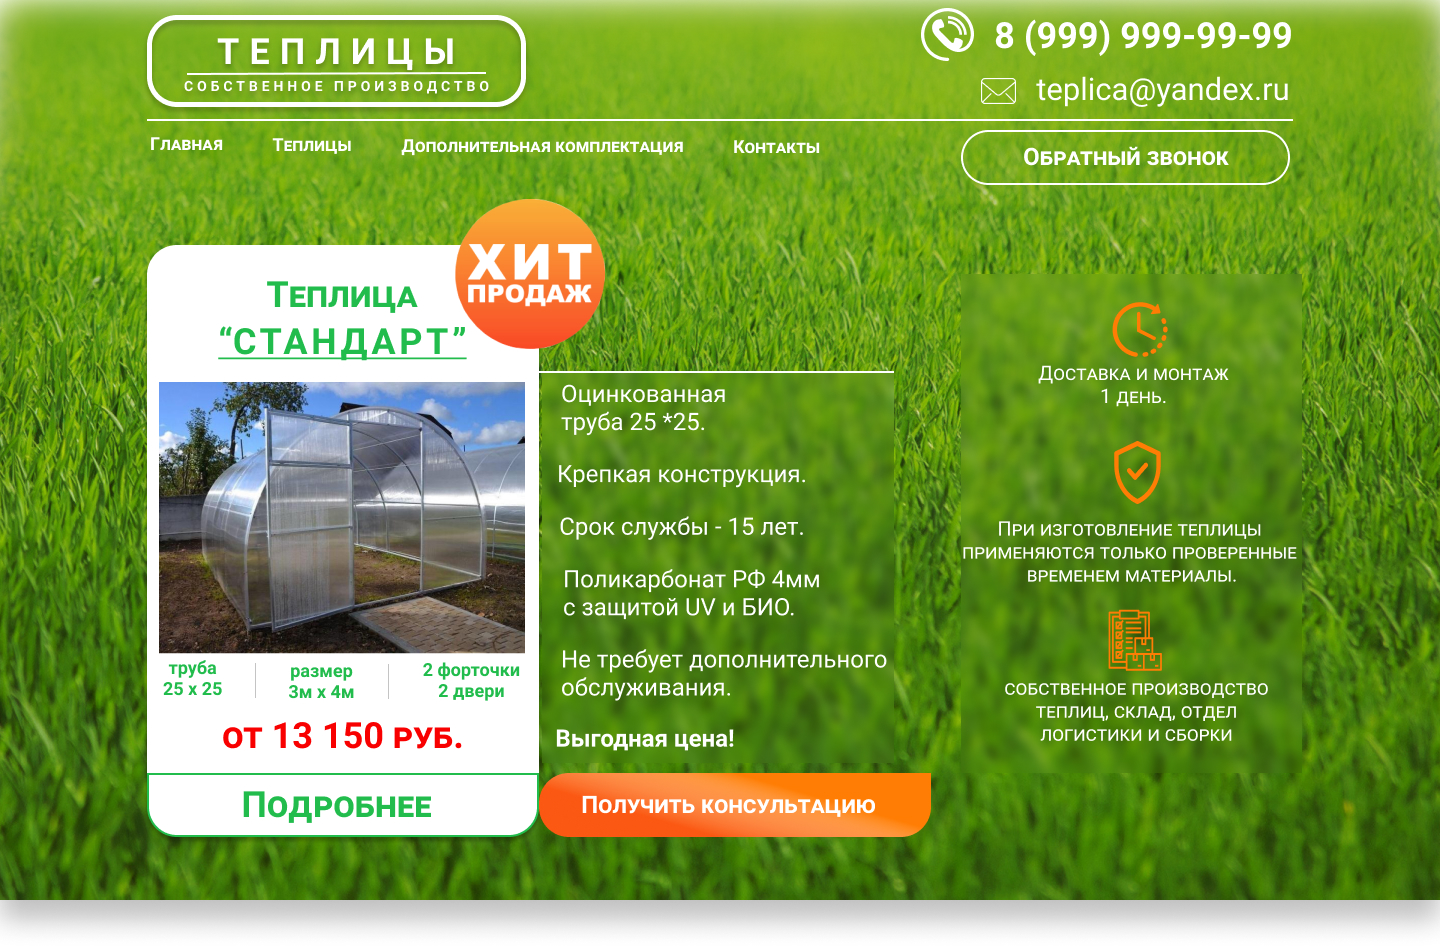 ТЕПЛИЦЫ
СОБСТВЕННОЕ ПРОИЗВОДСТВО
8 (999) 999-99-99
teplica@yandex.ru
Главная
Теплицы
Дополнительная комплектация
Контакты
Обратный звонок
ХИТ
ПРОДАЖ
Теплица
“СТАНДАРТ”
труба
25 х 25
размер
3м х 4м
2 форточки
2 двери
от 13 150 руб.
Подробнее
Оцинкованная
труба 25 *25.
Крепкая конструкция.
Срок службы - 15 лет.
Поликарбонат РФ 4мм
с защитой UV и БИО.
Не требует дополнительного
обслуживания.
Выгодная цена!
Получить консультацию
Доставка и монтаж
1 день.
При изготовление теплицы
применяются только проверенные
временем материалы.
собственное производство
теплиц, склад, отдел
логистики и сборки